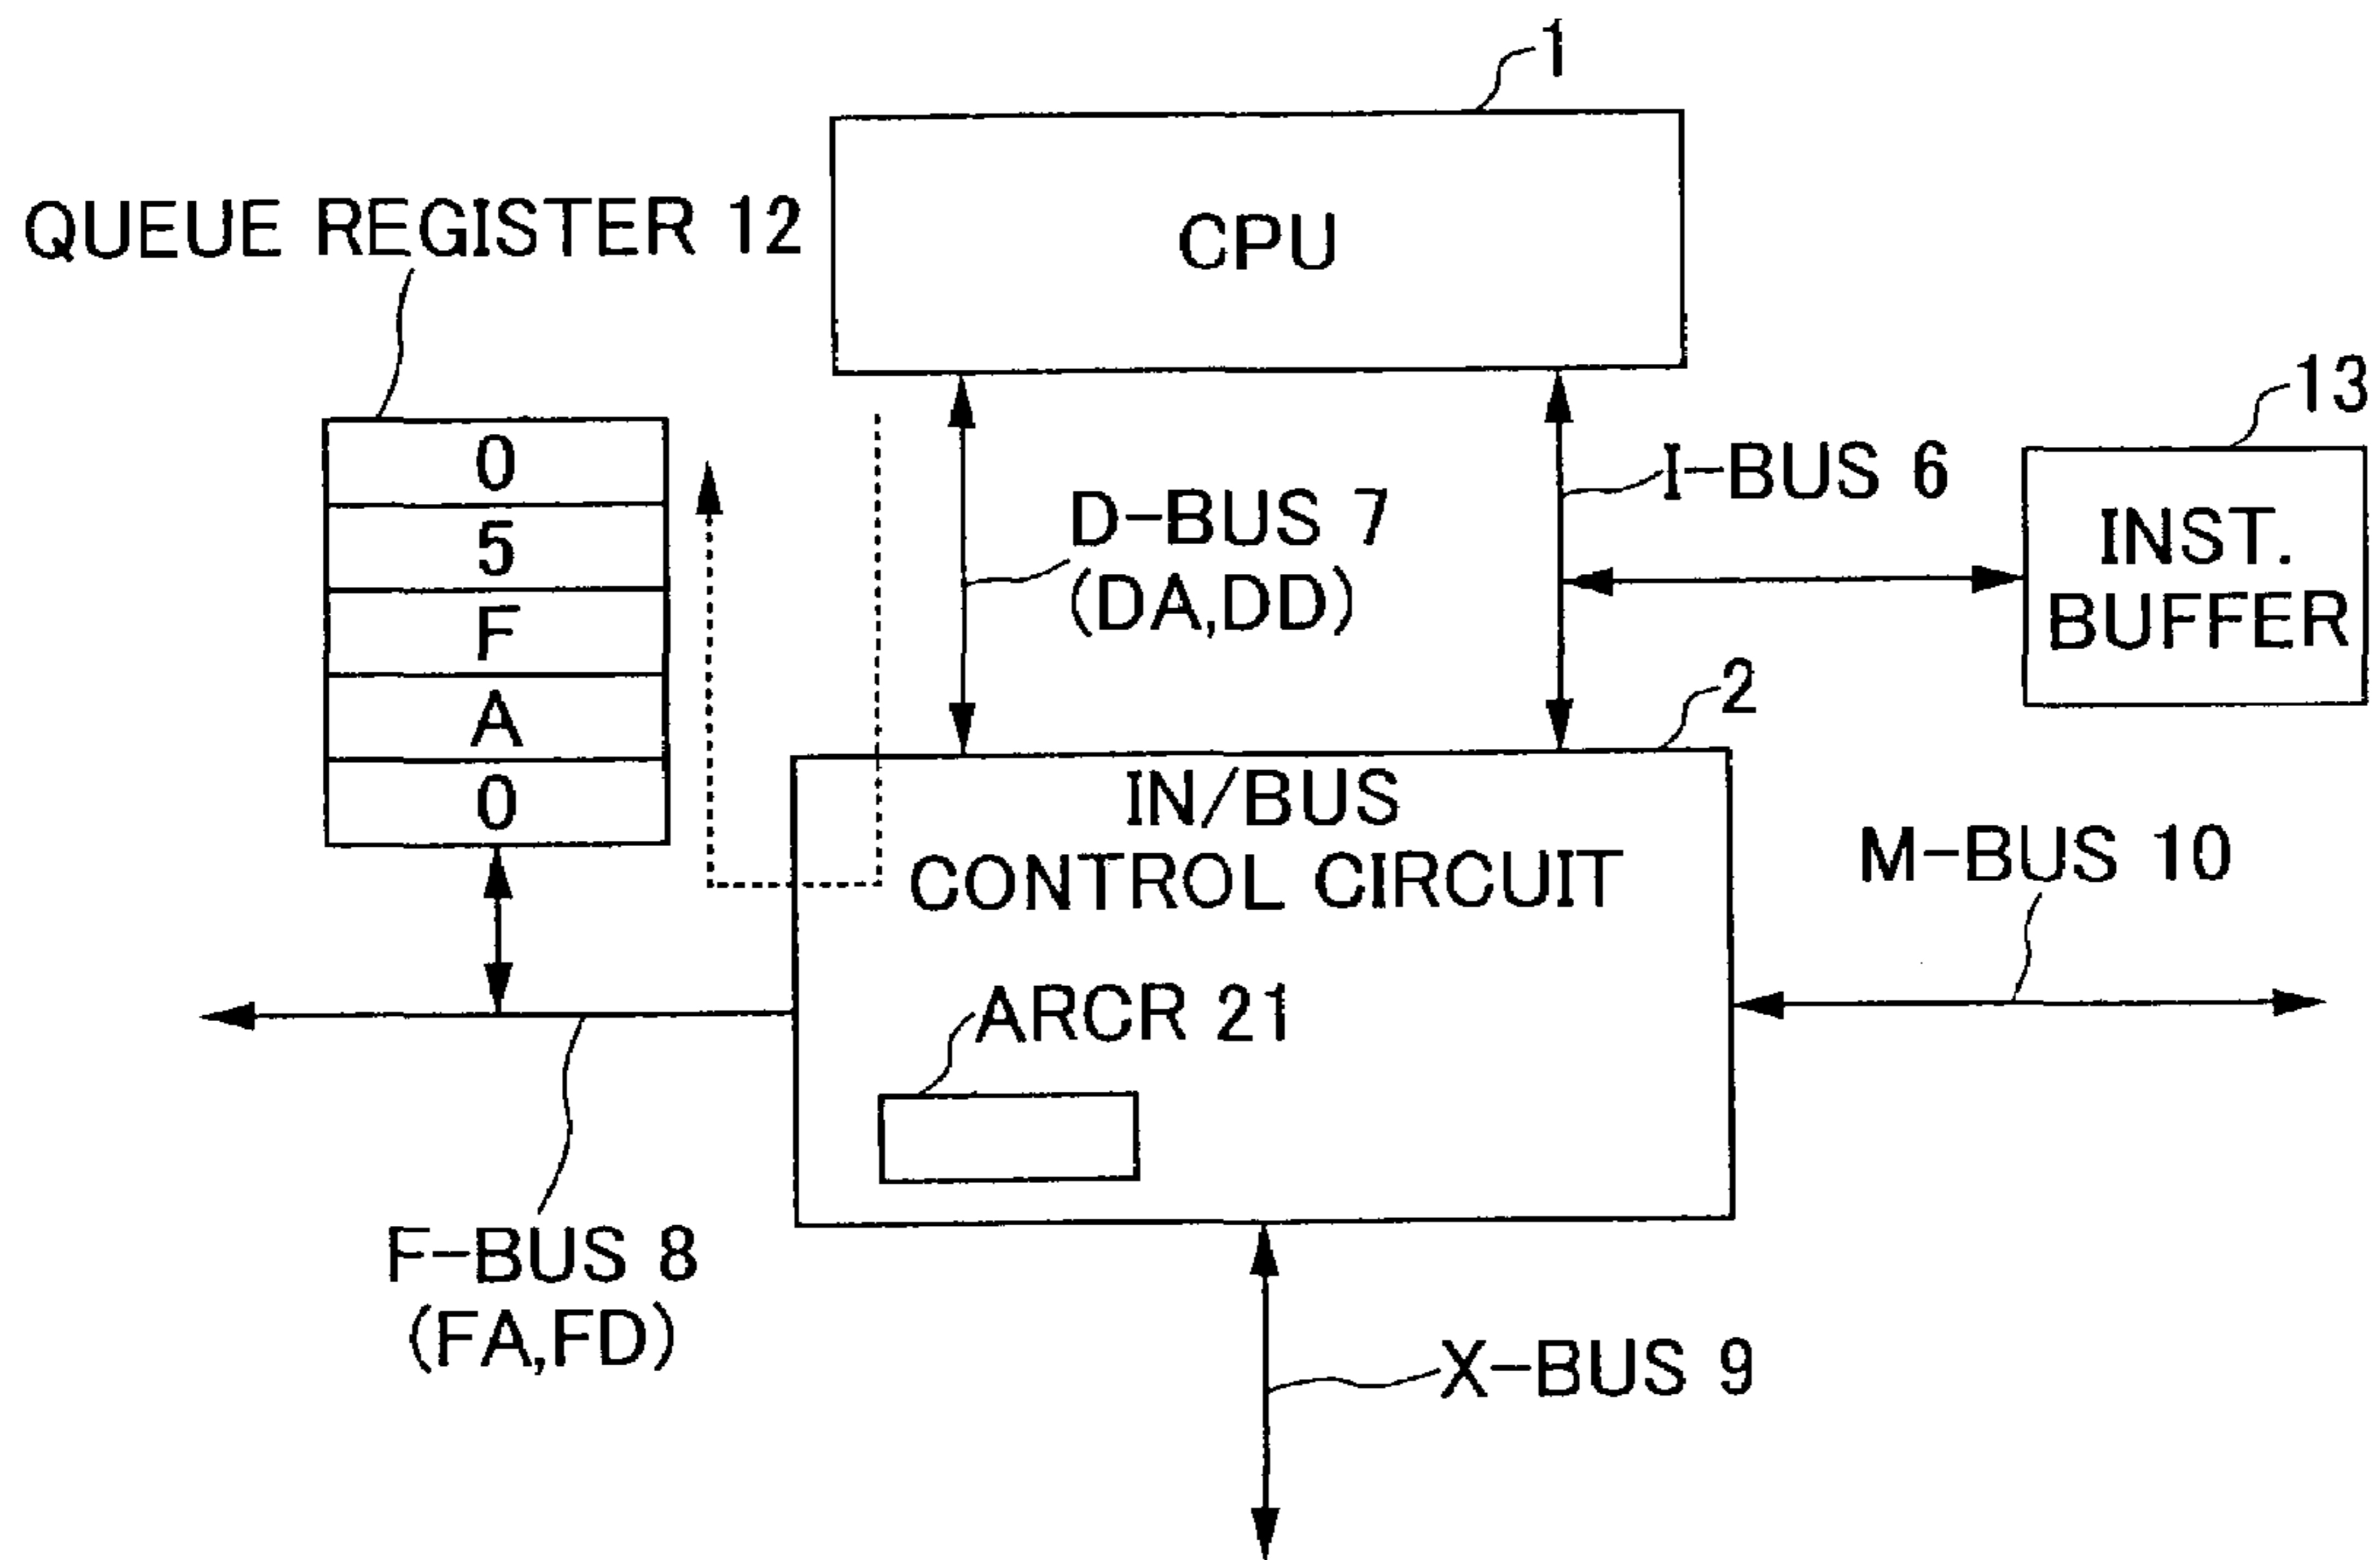 1
CPU
QUEUE REGISTER 12
0
5
F
A
0
D-BUS 7
(DA,DD)
I-BUS 6
13
INST.
BUFFER
2
IN/BUS
CONTROL CIRCUIT
ARCR 21
M-BUS 10
F-BUS 8
(FA,FD)
X-BUS 9